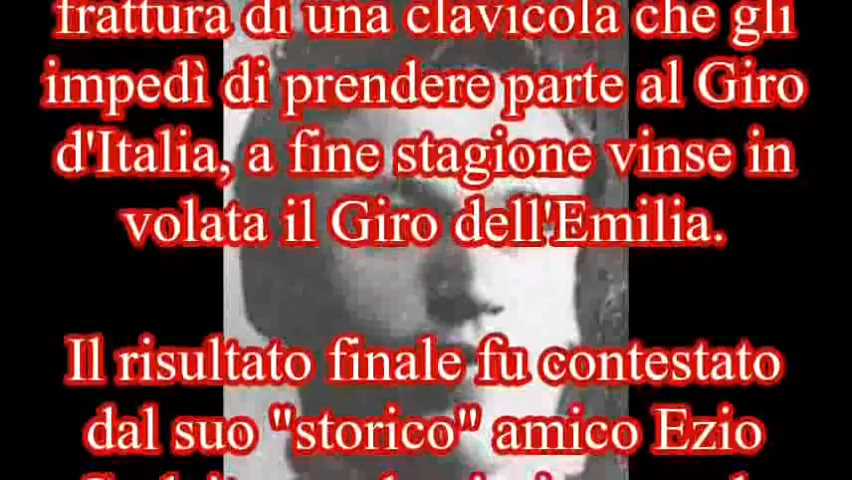 frattura di una clavicola che gli
impedì di prendere parte al Giro
d'Italia, a fine stagione vinse in
volata il Giro dell'Emilia.
Il risultato finale fu contestato
dal suo "storico" amico Ezio